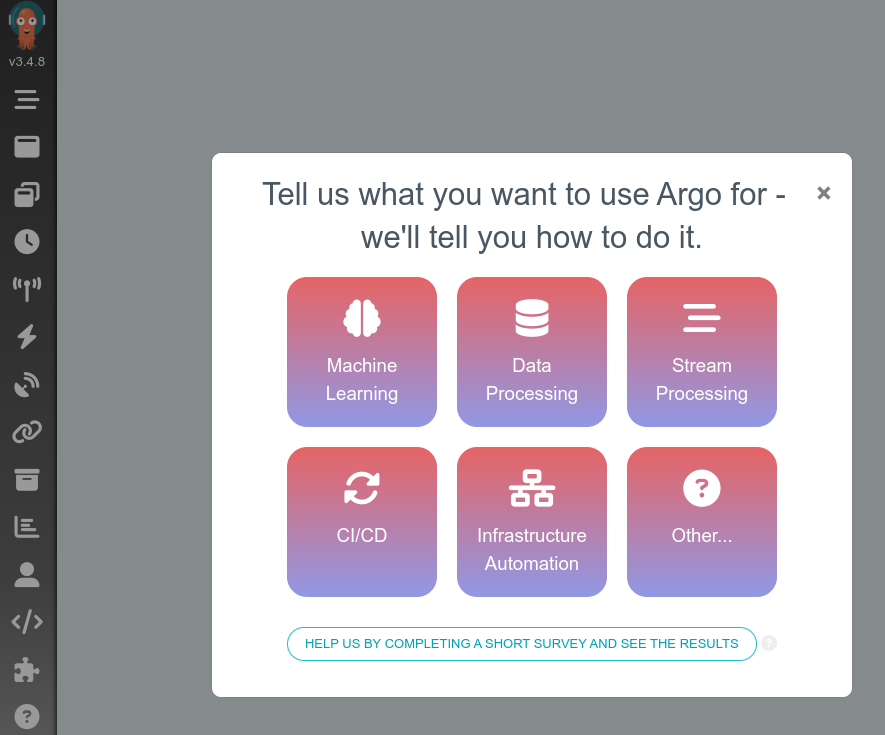 v3.4.8
Tell us what you want to use Argo for -
we'll tell you how to do it.
Machine
Learning
Data
Processing
Stream
Processing
CI/CD
Infrastructure
Automation
Other...
HELP US BY COMPLETING A SHORT SURVEY AND SEE THE RESULTS